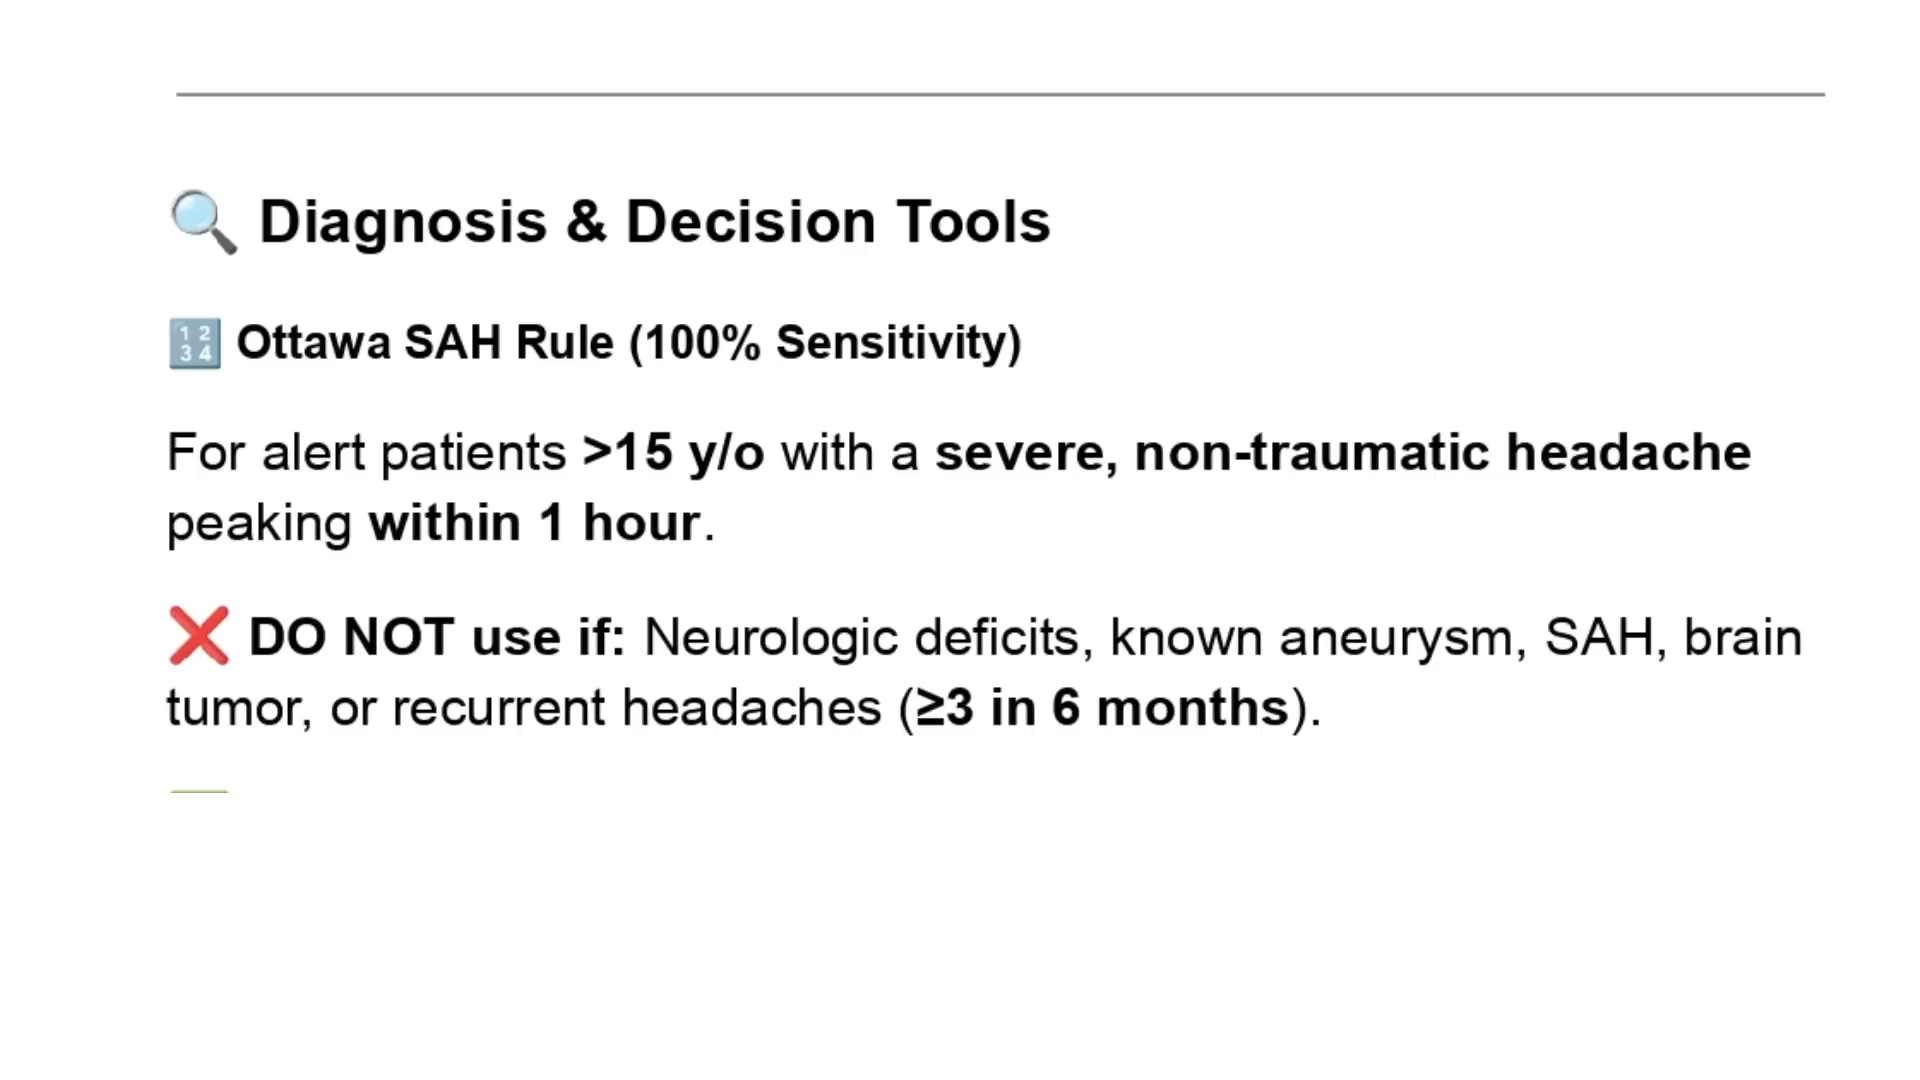 🔍 Diagnosis & Decision Tools
🔢 Ottawa SAH Rule (100% Sensitivity)
For alert patients >15 y/o with a severe, non-traumatic headache
peaking within 1 hour.
❌ DO NOT use if: Neurologic deficits, known aneurysm, SAH, brain
tumor, or recurrent headaches (≥3 in 6 months).